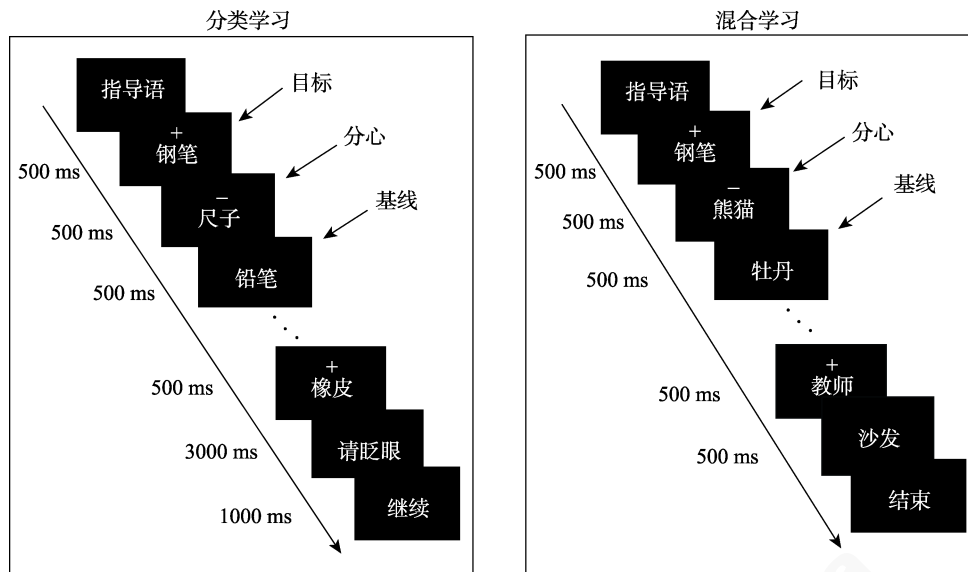 分类学习
指导语
目标
+
钢笔
分心
500 ms
−
尺子
基线
500 ms
铅笔
500 ms
+
橡皮
500 ms
请眨眼
3000 ms
继续
1000 ms
混合学习
指导语
目标
+
钢笔
分心
500 ms
−
熊猫
基线
500 ms
牡丹
500 ms
+
教师
500 ms
沙发
500 ms
结束